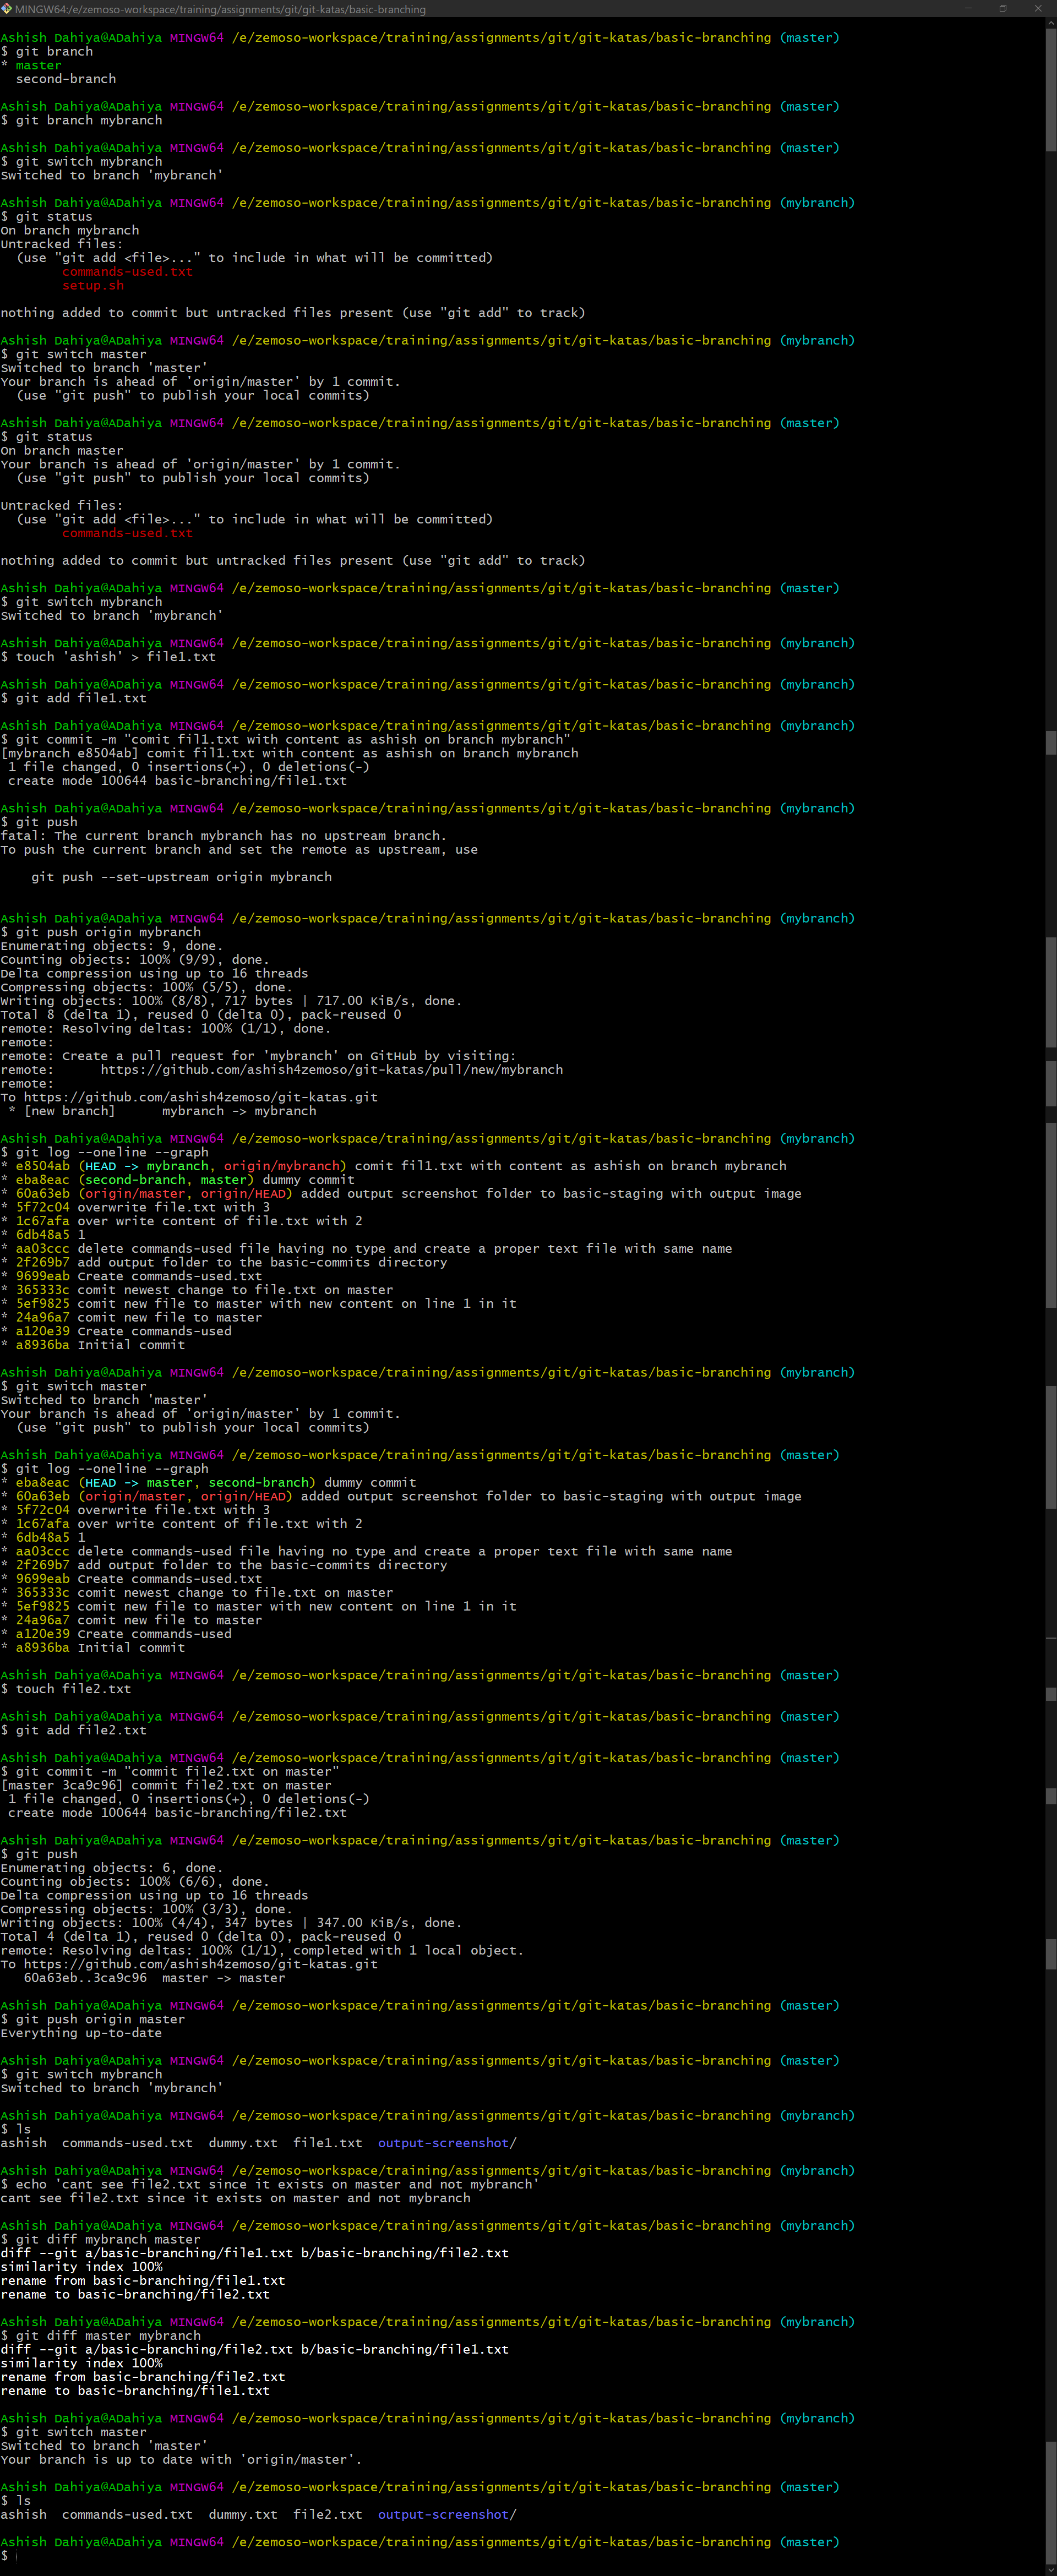 MINGW64:/e/zemoso-workspace/training/assignments/git/git-katas/basic-branching
Ashish Dahiya@ADahiya MINGW64 /e/zemoso-workspace/training/assignments/git/git-katas/basic-branching (master)
$ git branch
* master
  second-branch
Ashish Dahiya@ADahiya MINGW64 /e/zemoso-workspace/training/assignments/git/git-katas/basic-branching (master)
$ git branch mybranch
Ashish Dahiya@ADahiya MINGW64 /e/zemoso-workspace/training/assignments/git/git-katas/basic-branching (master)
$ git switch mybranch
Switched to branch 'mybranch'
Ashish Dahiya@ADahiya MINGW64 /e/zemoso-workspace/training/assignments/git/git-katas/basic-branching (mybranch)
$ git status
On branch mybranch
Untracked files:
  (use "git add <file>..." to include in what will be committed)
        commands-used.txt
        setup.sh
nothing added to commit but untracked files present (use "git add" to track)
Ashish Dahiya@ADahiya MINGW64 /e/zemoso-workspace/training/assignments/git/git-katas/basic-branching (mybranch)
$ git switch master
Switched to branch 'master'
Your branch is ahead of 'origin/master' by 1 commit.
  (use "git push" to publish your local commits)
Ashish Dahiya@ADahiya MINGW64 /e/zemoso-workspace/training/assignments/git/git-katas/basic-branching (master)
$ git status
On branch master
Your branch is ahead of 'origin/master' by 1 commit.
  (use "git push" to publish your local commits)
Untracked files:
  (use "git add <file>..." to include in what will be committed)
        commands-used.txt
nothing added to commit but untracked files present (use "git add" to track)
Ashish Dahiya@ADahiya MINGW64 /e/zemoso-workspace/training/assignments/git/git-katas/basic-branching (master)
$ git switch mybranch
Switched to branch 'mybranch'
Ashish Dahiya@ADahiya MINGW64 /e/zemoso-workspace/training/assignments/git/git-katas/basic-branching (mybranch)
$ touch 'ashish' > file1.txt
Ashish Dahiya@ADahiya MINGW64 /e/zemoso-workspace/training/assignments/git/git-katas/basic-branching (mybranch)
$ git add file1.txt
Ashish Dahiya@ADahiya MINGW64 /e/zemoso-workspace/training/assignments/git/git-katas/basic-branching (mybranch)
$ git commit -m "comit fil1.txt with content as ashish on branch mybranch"
[mybranch e8504ab] comit fil1.txt with content as ashish on branch mybranch
 1 file changed, 0 insertions(+), 0 deletions(-)
 create mode 100644 basic-branching/file1.txt
Ashish Dahiya@ADahiya MINGW64 /e/zemoso-workspace/training/assignments/git/git-katas/basic-branching (mybranch)
$ git push
fatal: The current branch mybranch has no upstream branch.
To push the current branch and set the remote as upstream, use
    git push --set-upstream origin mybranch
Ashish Dahiya@ADahiya MINGW64 /e/zemoso-workspace/training/assignments/git/git-katas/basic-branching (mybranch)
$ git push origin mybranch
Enumerating objects: 9, done.
Counting objects: 100% (9/9), done.
Delta compression using up to 16 threads
Compressing objects: 100% (5/5), done.
Writing objects: 100% (8/8), 717 bytes | 717.00 KiB/s, done.
Total 8 (delta 1), reused 0 (delta 0), pack-reused 0
remote: Resolving deltas: 100% (1/1), done.
remote:
remote: Create a pull request for 'mybranch' on GitHub by visiting:
remote:      https://github.com/ashish4zemoso/git-katas/pull/new/mybranch
remote:
To https://github.com/ashish4zemoso/git-katas.git
 * [new branch]      mybranch -> mybranch
Ashish Dahiya@ADahiya MINGW64 /e/zemoso-workspace/training/assignments/git/git-katas/basic-branching (mybranch)
$ git log --oneline --graph
* e8504ab (HEAD -> mybranch, origin/mybranch) comit fil1.txt with content as ashish on branch mybranch
* eba8eac (second-branch, master) dummy commit
* 60a63eb (origin/master, origin/HEAD) added output screenshot folder to basic-staging with output image
* 5f72c04 overwrite file.txt with 3
* 1c67afa over write content of file.txt with 2
* 6db48a5 1
* aa03ccc delete commands-used file having no type and create a proper text file with same name
* 2f269b7 add output folder to the basic-commits directory
* 9699eab Create commands-used.txt
* 365333c comit newest change to file.txt on master
* 5ef9825 comit new file to master with new content on line 1 in it
* 24a96a7 comit new file to master
* a120e39 Create commands-used
* a8936ba Initial commit
Ashish Dahiya@ADahiya MINGW64 /e/zemoso-workspace/training/assignments/git/git-katas/basic-branching (mybranch)
$ git switch master
Switched to branch 'master'
Your branch is ahead of 'origin/master' by 1 commit.
  (use "git push" to publish your local commits)
Ashish Dahiya@ADahiya MINGW64 /e/zemoso-workspace/training/assignments/git/git-katas/basic-branching (master)
$ git log --oneline --graph
* eba8eac (HEAD -> master, second-branch) dummy commit
* 60a63eb (origin/master, origin/HEAD) added output screenshot folder to basic-staging with output image
* 5f72c04 overwrite file.txt with 3
* 1c67afa over write content of file.txt with 2
* 6db48a5 1
* aa03ccc delete commands-used file having no type and create a proper text file with same name
* 2f269b7 add output folder to the basic-commits directory
* 9699eab Create commands-used.txt
* 365333c comit newest change to file.txt on master
* 5ef9825 comit new file to master with new content on line 1 in it
* 24a96a7 comit new file to master
* a120e39 Create commands-used
* a8936ba Initial commit
Ashish Dahiya@ADahiya MINGW64 /e/zemoso-workspace/training/assignments/git/git-katas/basic-branching (master)
$ touch file2.txt
Ashish Dahiya@ADahiya MINGW64 /e/zemoso-workspace/training/assignments/git/git-katas/basic-branching (master)
$ git add file2.txt
Ashish Dahiya@ADahiya MINGW64 /e/zemoso-workspace/training/assignments/git/git-katas/basic-branching (master)
$ git commit -m "commit file2.txt on master"
[master 3ca9c96] commit file2.txt on master
 1 file changed, 0 insertions(+), 0 deletions(-)
 create mode 100644 basic-branching/file2.txt
Ashish Dahiya@ADahiya MINGW64 /e/zemoso-workspace/training/assignments/git/git-katas/basic-branching (master)
$ git push
Enumerating objects: 6, done.
Counting objects: 100% (6/6), done.
Delta compression using up to 16 threads
Compressing objects: 100% (3/3), done.
Writing objects: 100% (4/4), 347 bytes | 347.00 KiB/s, done.
Total 4 (delta 1), reused 0 (delta 0), pack-reused 0
remote: Resolving deltas: 100% (1/1), completed with 1 local object.
To https://github.com/ashish4zemoso/git-katas.git
   60a63eb..3ca9c96  master -> master
Ashish Dahiya@ADahiya MINGW64 /e/zemoso-workspace/training/assignments/git/git-katas/basic-branching (master)
$ git push origin master
Everything up-to-date
Ashish Dahiya@ADahiya MINGW64 /e/zemoso-workspace/training/assignments/git/git-katas/basic-branching (master)
$ git switch mybranch
Switched to branch 'mybranch'
Ashish Dahiya@ADahiya MINGW64 /e/zemoso-workspace/training/assignments/git/git-katas/basic-branching (mybranch)
$ ls
ashish  commands-used.txt  dummy.txt  file1.txt  output-screenshot/
Ashish Dahiya@ADahiya MINGW64 /e/zemoso-workspace/training/assignments/git/git-katas/basic-branching (mybranch)
$ echo 'cant see file2.txt since it exists on master and not mybranch'
cant see file2.txt since it exists on master and not mybranch
Ashish Dahiya@ADahiya MINGW64 /e/zemoso-workspace/training/assignments/git/git-katas/basic-branching (mybranch)
$ git diff mybranch master
diff --git a/basic-branching/file1.txt b/basic-branching/file2.txt
similarity index 100%
rename from basic-branching/file1.txt
rename to basic-branching/file2.txt
Ashish Dahiya@ADahiya MINGW64 /e/zemoso-workspace/training/assignments/git/git-katas/basic-branching (mybranch)
$ git diff master mybranch
diff --git a/basic-branching/file2.txt b/basic-branching/file1.txt
similarity index 100%
rename from basic-branching/file2.txt
rename to basic-branching/file1.txt
Ashish Dahiya@ADahiya MINGW64 /e/zemoso-workspace/training/assignments/git/git-katas/basic-branching (mybranch)
$ git switch master
Switched to branch 'master'
Your branch is up to date with 'origin/master'.
Ashish Dahiya@ADahiya MINGW64 /e/zemoso-workspace/training/assignments/git/git-katas/basic-branching (master)
$ ls
ashish  commands-used.txt  dummy.txt  file2.txt  output-screenshot/
Ashish Dahiya@ADahiya MINGW64 /e/zemoso-workspace/training/assignments/git/git-katas/basic-branching (master)
$